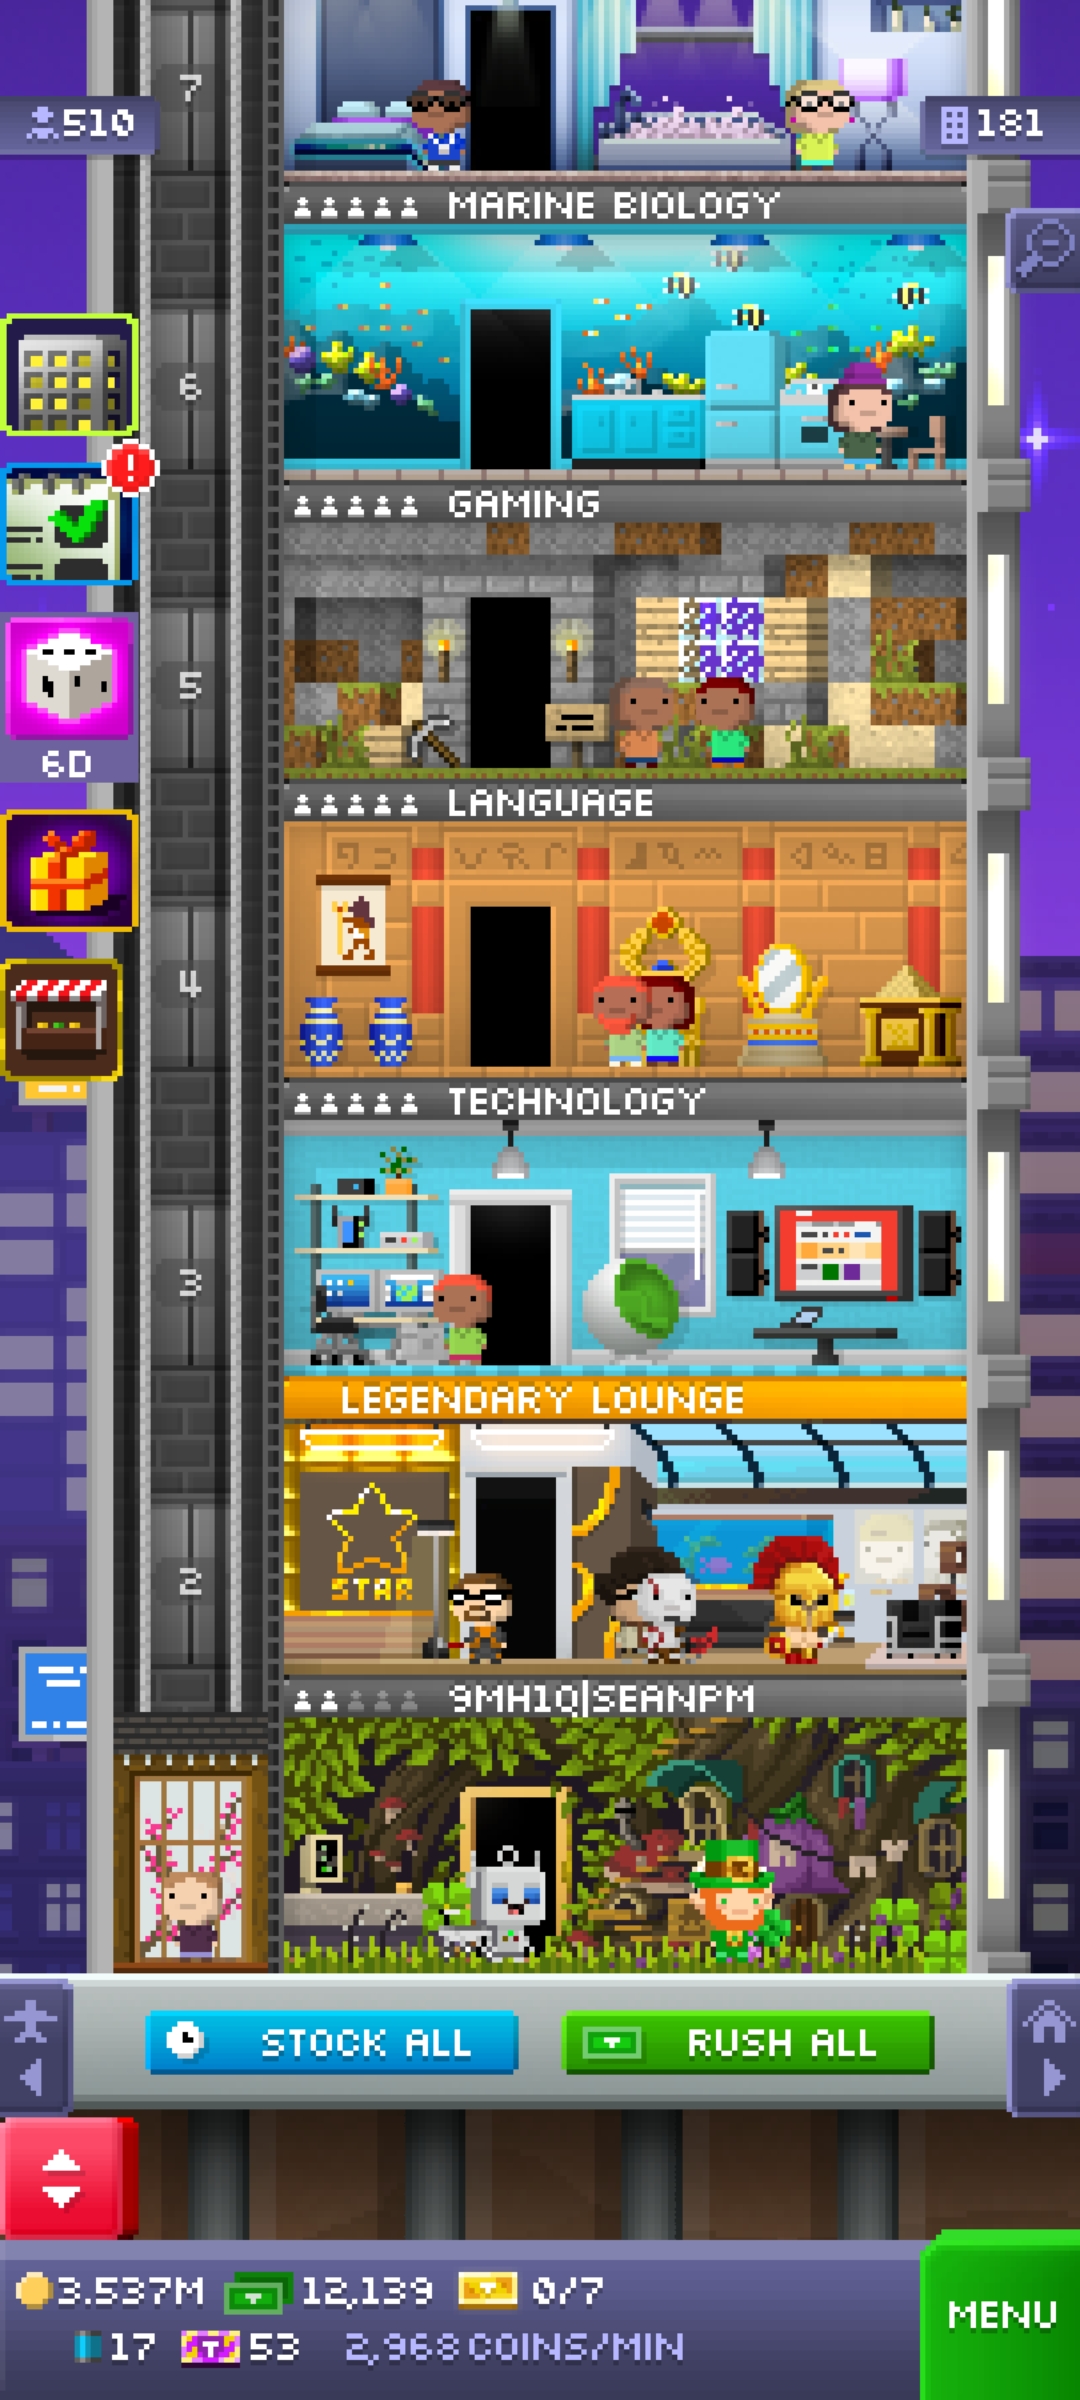 7
510
181
MARINE BIOLOGY
6
GAMING
5
6D
LANGUAGE
4
TECHNOLOGY
3
LEGENDARY LOUNGE
STAR
2
9MH1Q|SEANPM
STOCK ALL
RUSH ALL
3.537M
12,139
0/7
MENU
17
53
2,968 COINS/MIN